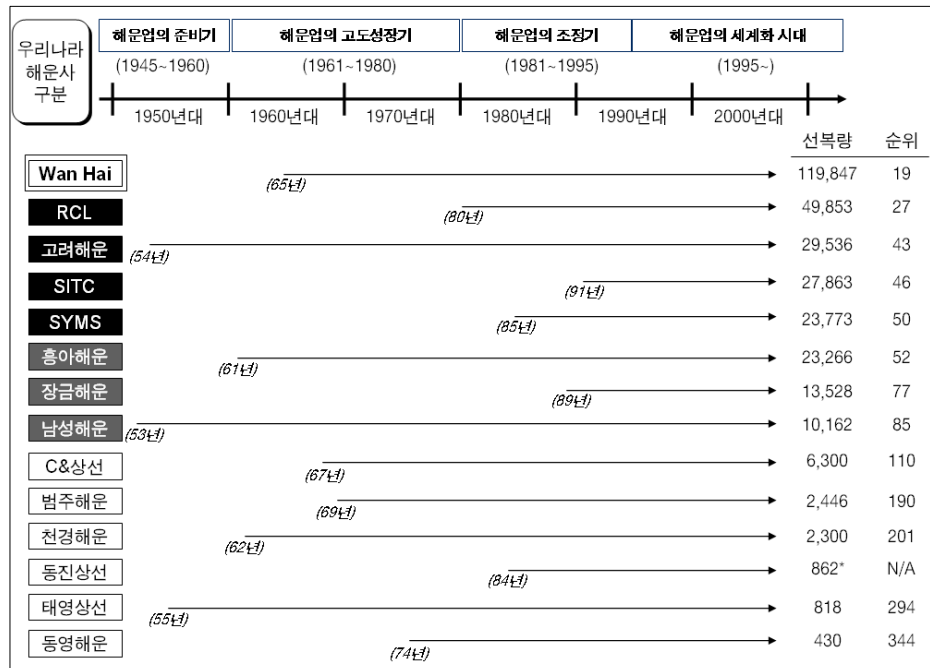 우리나라
해운사
구분
해운업의 준비기 해운업의 고도성장기 해운업의 조정기 해운업의 세계화 시대
(1945~1960) (1961~1980) (1981~1995) (1995~)
1950년대 1960년대 1970년대 1980년대 1990년대 2000년대
선복량 순위
Wan Hai (65년) 119,847 19
RCL (80년) 49,853 27
고려해운 (54년) 29,536 43
SITC (91년) 27,863 46
SYMS (85년) 23,773 50
흥아해운 (61년) 23,266 52
장금해운 (89년) 13,528 77
남성해운 (53년) 10,162 85
C&상선 (67년) 6,300 110
범주해운 (69년) 2,446 190
천경해운 (62년) 2,300 201
동진상선 (84년) 862* N/A
태영상선 (55년) 818 294
동영해운 (74년) 430 344